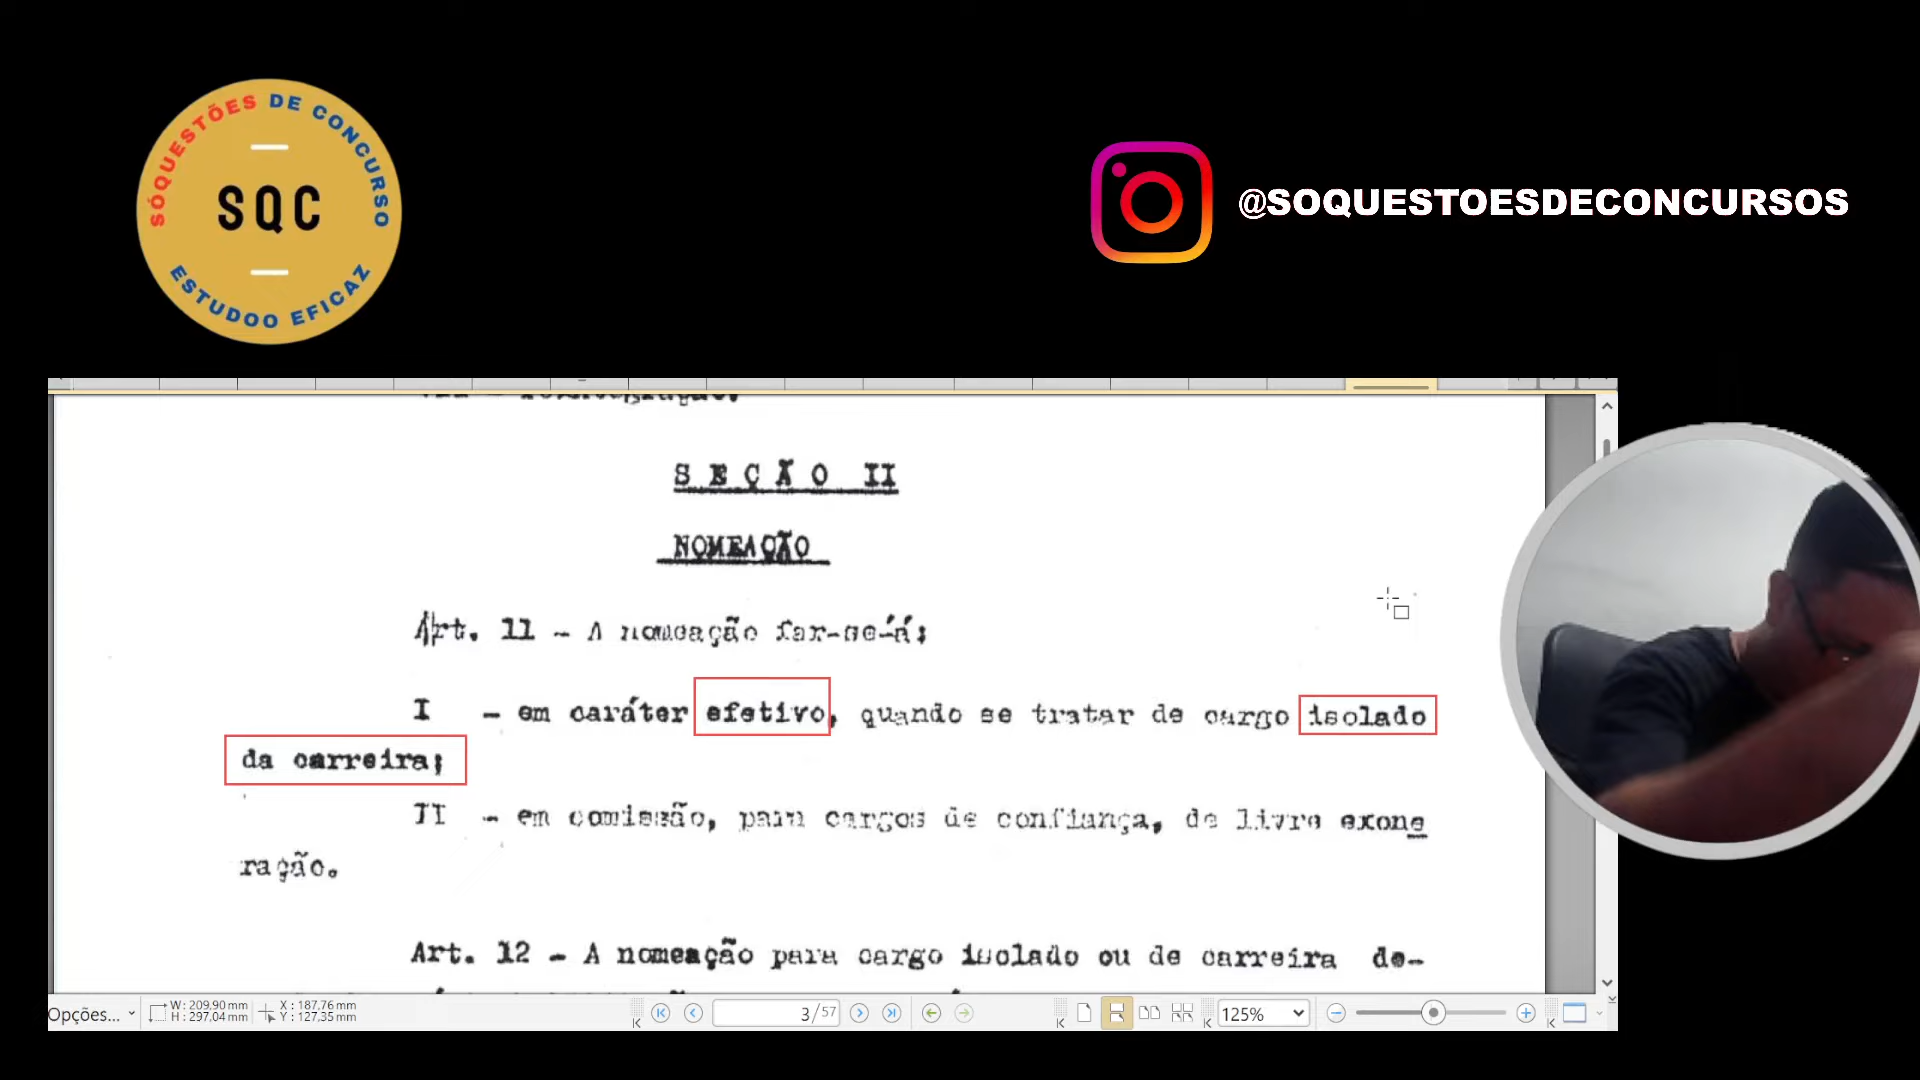 SÓQUESTÕES DE CONCURSO
SQC
ESTUDOO EFICAZ
@SOQUESTOESDECONCURSOS
SEÇÃO II
NOMEAÇÃO
Art. 11 - A nomeação far-se-á:
I - em caráter efetivo, quando se tratar de cargo isolado
da carreira;
II - em comissão, para cargos de confiança, de livre exone
ração.
Art. 12 - A nomeação para cargo isolado ou de carreira de-
Opções... W: 209,90 mm X: 187,76 mm 3/57 125%
H: 297,04 mm Y: 127,35 mm